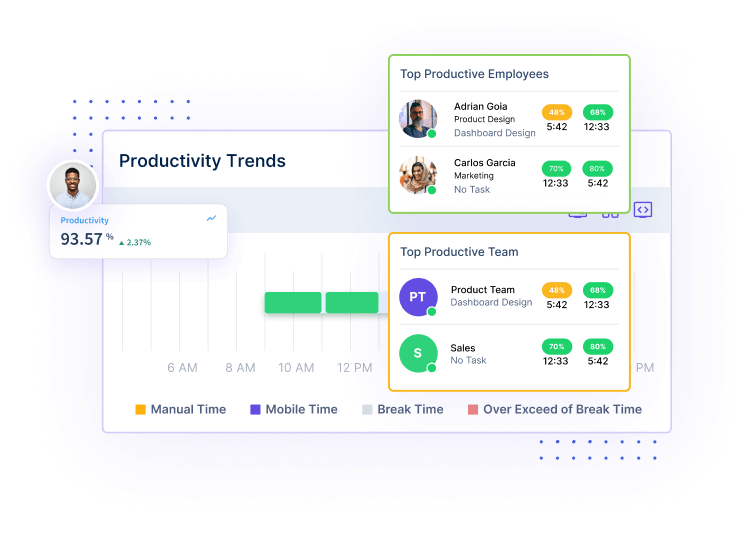 Top Productive Employees
Adrian Goia
Product Design
Dashboard Design
48%
68%
5:42
12:33
Carlos Garcia
Marketing
No Task
70%
80%
12:33
5:42
Productivity Trends
Productivity
93.57 %
2.37%
Top Productive Team
PT
Product Team
Dashboard Design
48%
68%
5:42
12:33
S
Sales
No Task
70%
80%
12:33
5:42
6 AM 8 AM 10 AM 12 PM PM
Manual Time Mobile Time Break Time Over Exceed of Break Time